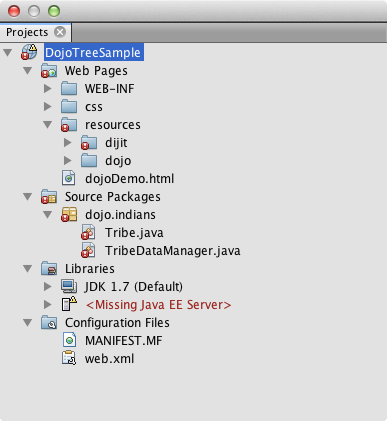 Projects
DojoTreeSample
Web Pages
WEB-INF
css
resources
dijit
dojo
dojoDemo.html
Source Packages
dojo.indians
Tribe.java
TribeDataManager.java
Libraries
JDK 1.7 (Default)
<Missing Java EE Server>
Configuration Files
MANIFEST.MF
web.xml